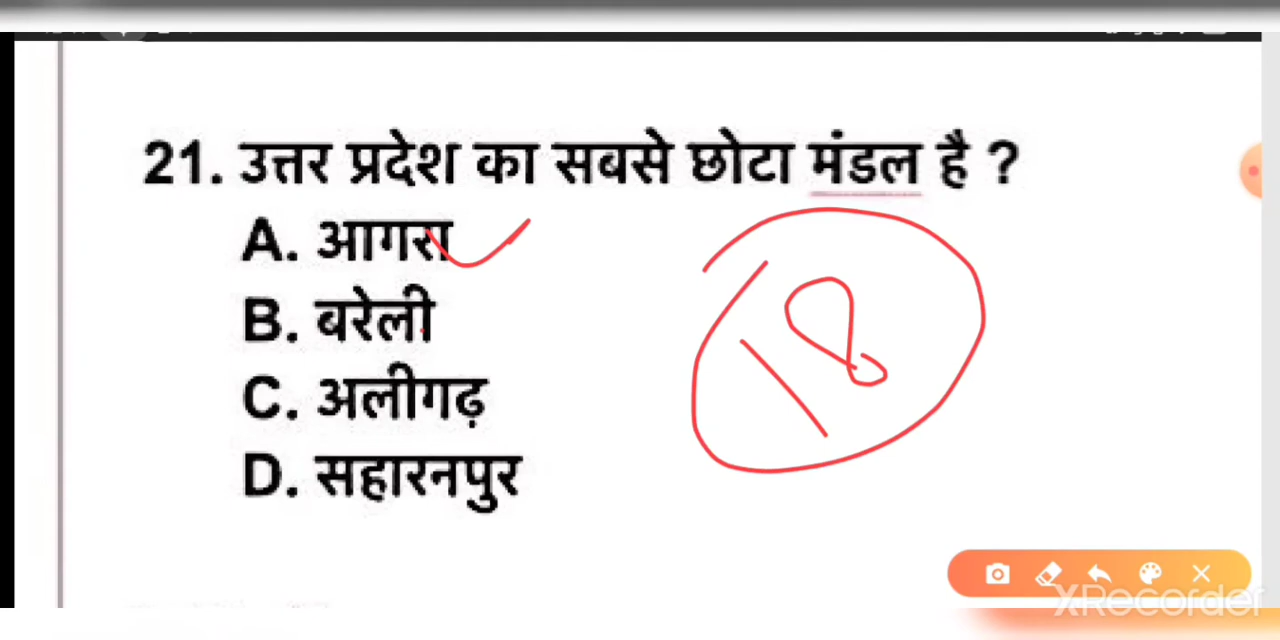 21. उत्तर प्रदेश का सबसे छोटा मंडल है ?
A. आगरा
B. बरेली
C. अलीगढ़
D. सहारनपुर
18
XRecorder